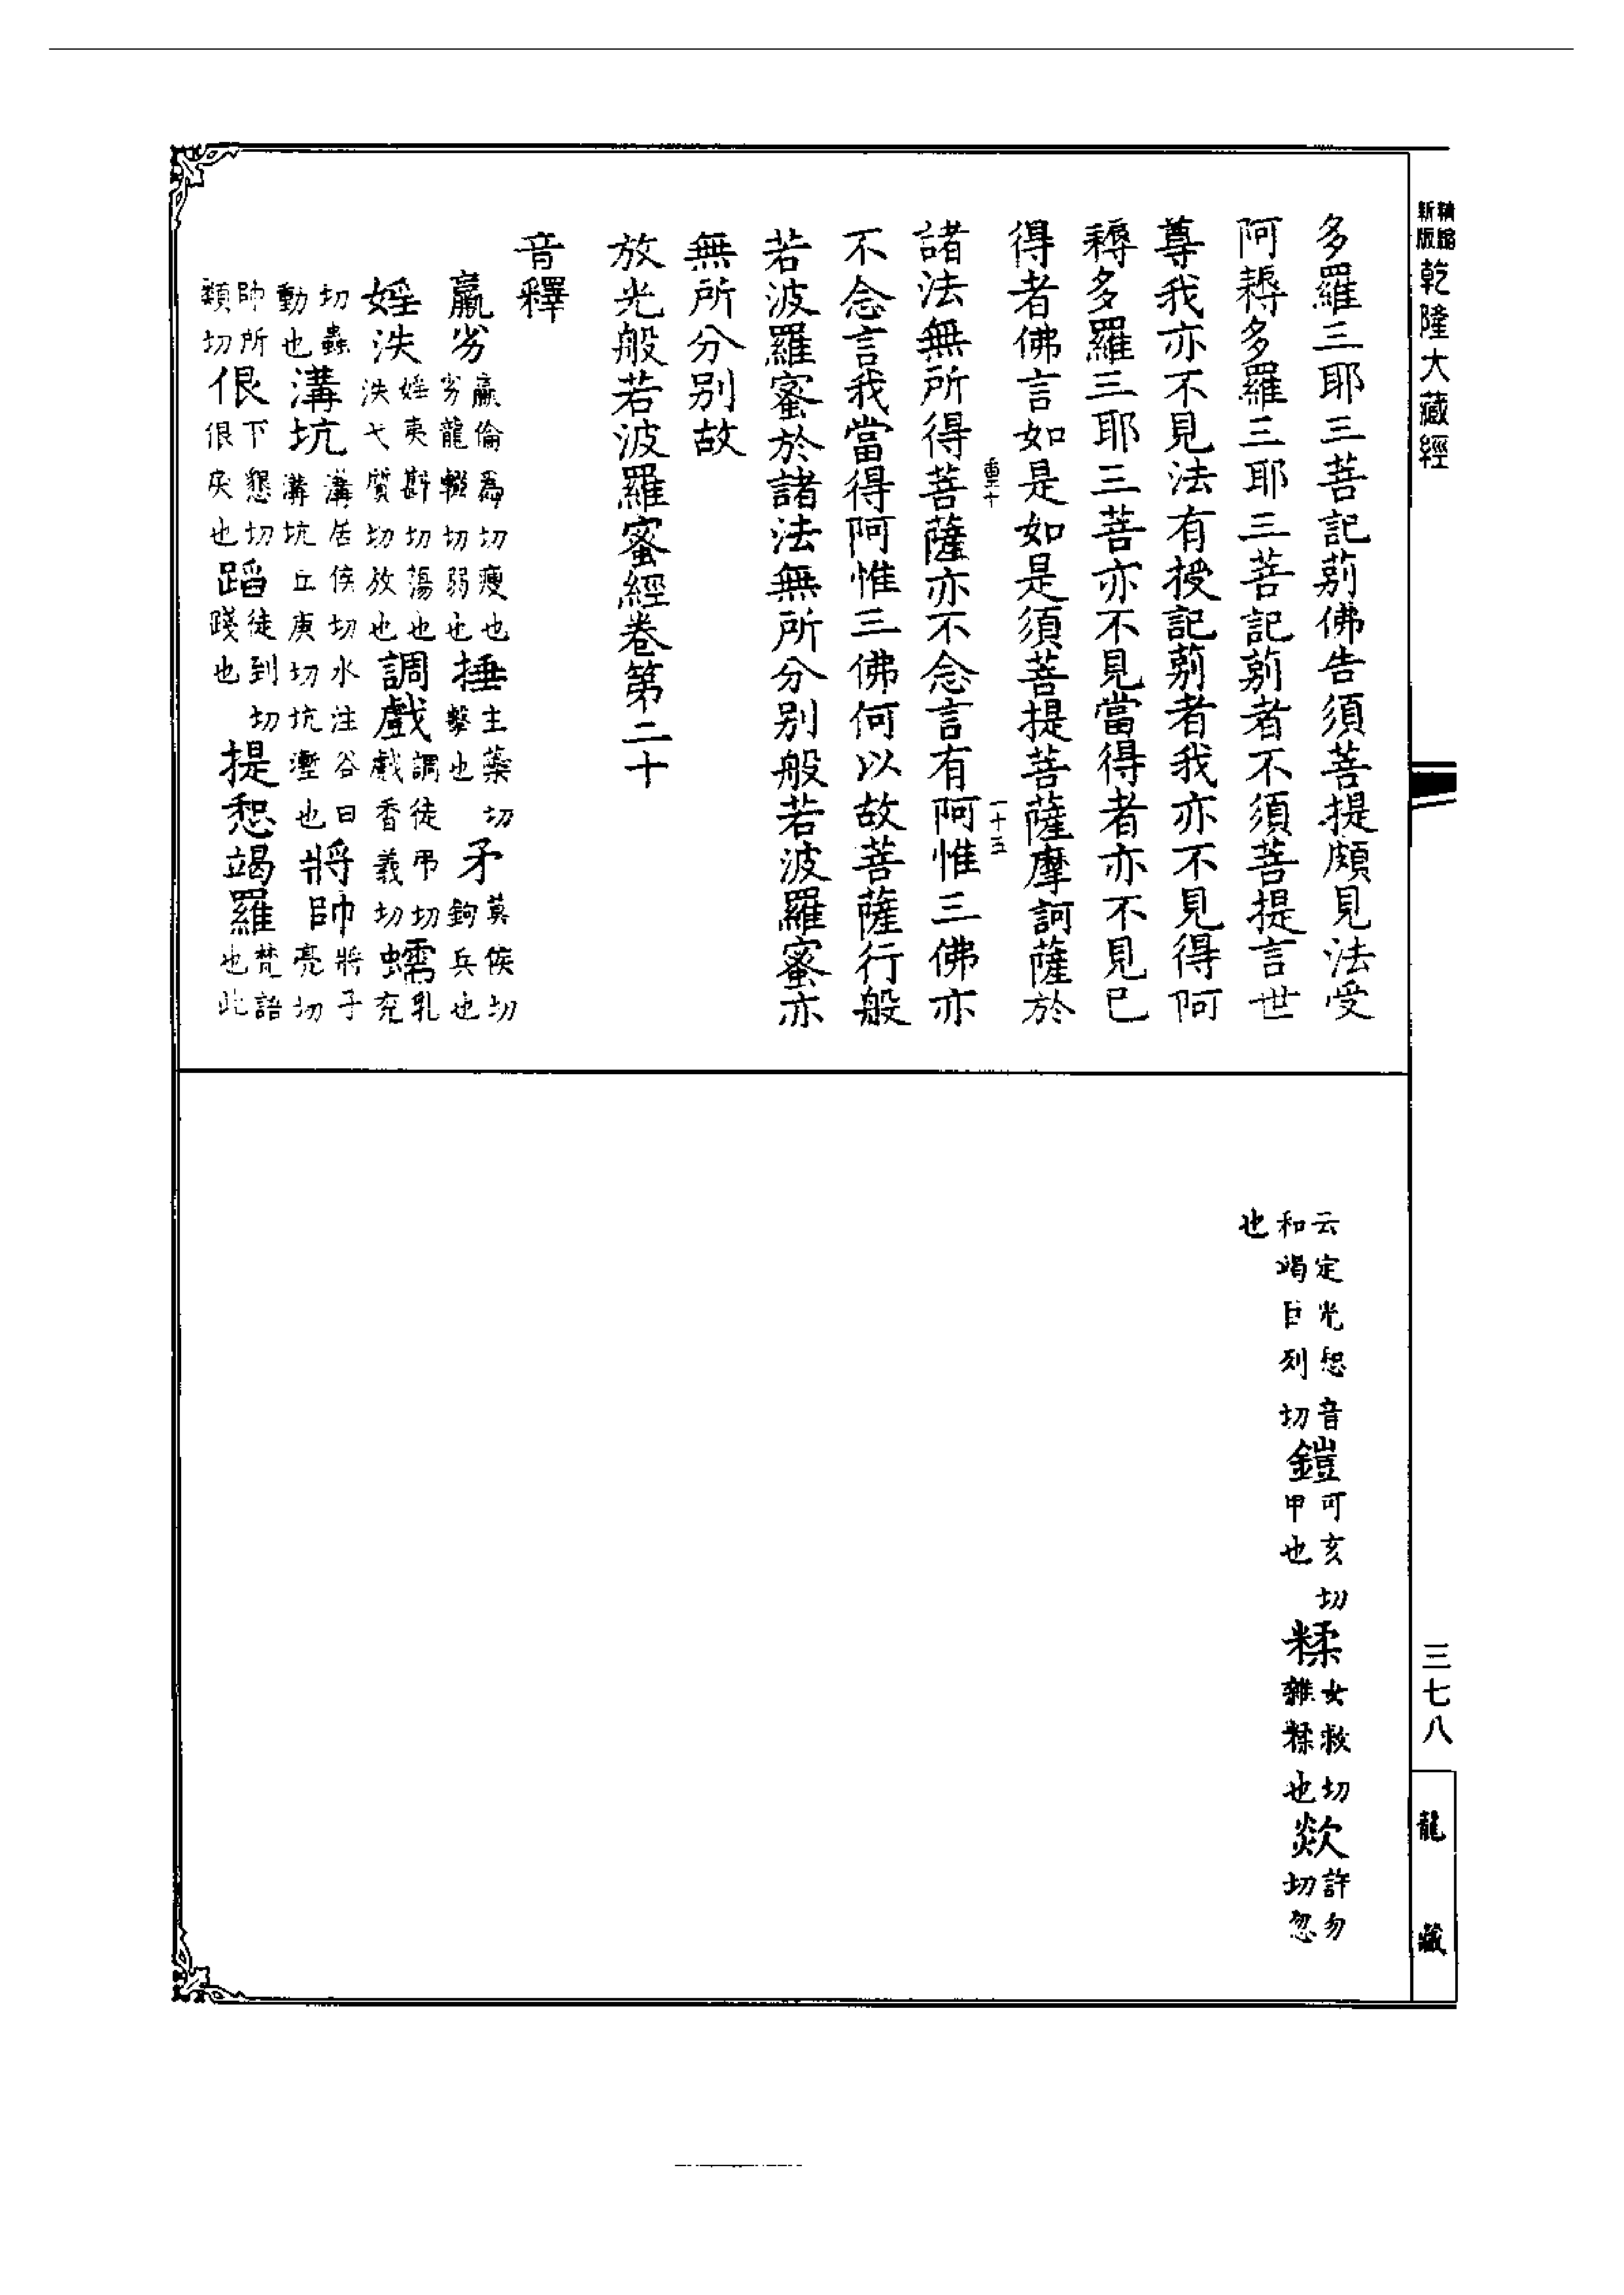 精縮新版乾隆大藏經
多羅三耶三菩記莂佛告須菩提頗見法受
阿耨多羅三耶三菩記莂者不須菩提言世
尊我亦不見法有授記莂者我亦不見得阿
耨多羅三耶三菩亦不見當得者亦不見已
得者佛言如是如是須菩提菩薩摩訶薩於
重十 一十五
諸法無所得菩薩亦不念言有阿惟三佛亦
不念言我當得阿惟三佛何以故菩薩行般
若波羅蜜於諸法無所分别般若波羅蜜亦
無所分别故
放光般若波羅蜜經卷第二十
音釋
羸劣羸倫為切瘦也劣龍輟切弱也捶主藥切擊也矛莫侯切鉤兵也
婬泆婬夷斟切蕩也泆弋質切放也調戲調徒弔切戲香義切蠕乳兖
切蟲動也溝坑溝居侯切水注谷曰溝坑丘庚切坑壍也將帥將子亮切
帥所類切佷下懇切佷戾也蹈徒到切踐也提惒竭羅梵語也此
云定光惒音和竭巨列切鎧可亥切甲也糅女救切雜糅也欻許勿切忽
也
三七八
龍藏